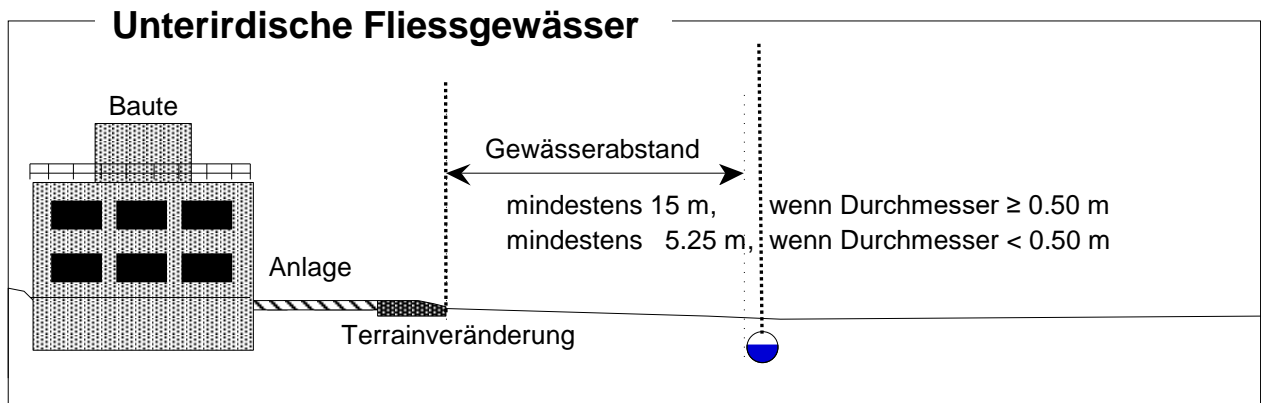 Unterirdische Fliessgewässer
Baute
Gewässerabstand
mindestens 15 m, wenn Durchmesser ≥ 0.50 m
mindestens 5.25 m, wenn Durchmesser < 0.50 m
Anlage
Terrainveränderung